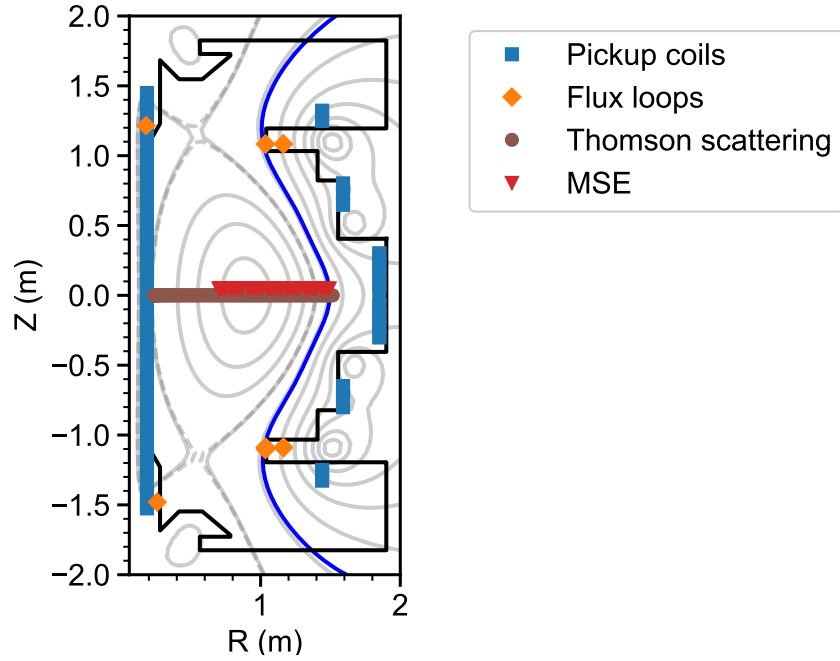 2.0
1.5
1.0
0.5
0.0
−0.5
−1.0
−1.5
−2.0
Z (m)
1
2
R (m)
Pickup coils
Flux loops
Thomson scattering
MSE